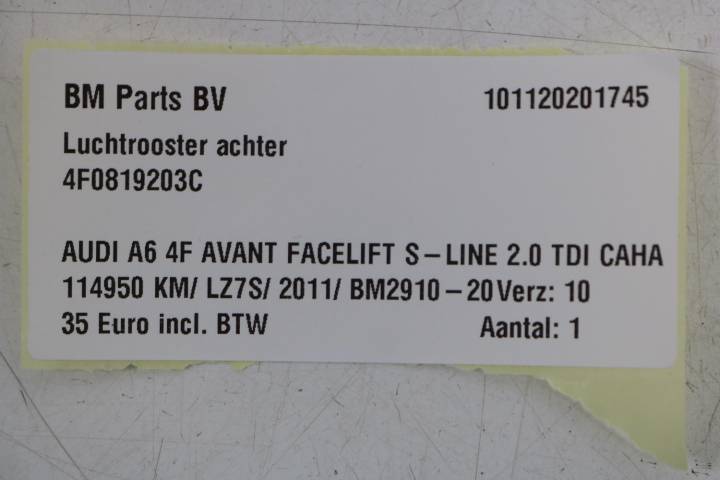 BM Parts BV 101120201745
Luchtrooster achter
4F0819203C
AUDI A6 4F AVANT FACELIFT S-LINE 2.0 TDI CAHA
114950 KM/ LZ7S/ 2011/ BM2910-20 Verz: 10
35 Euro incl. BTW Aantal: 1